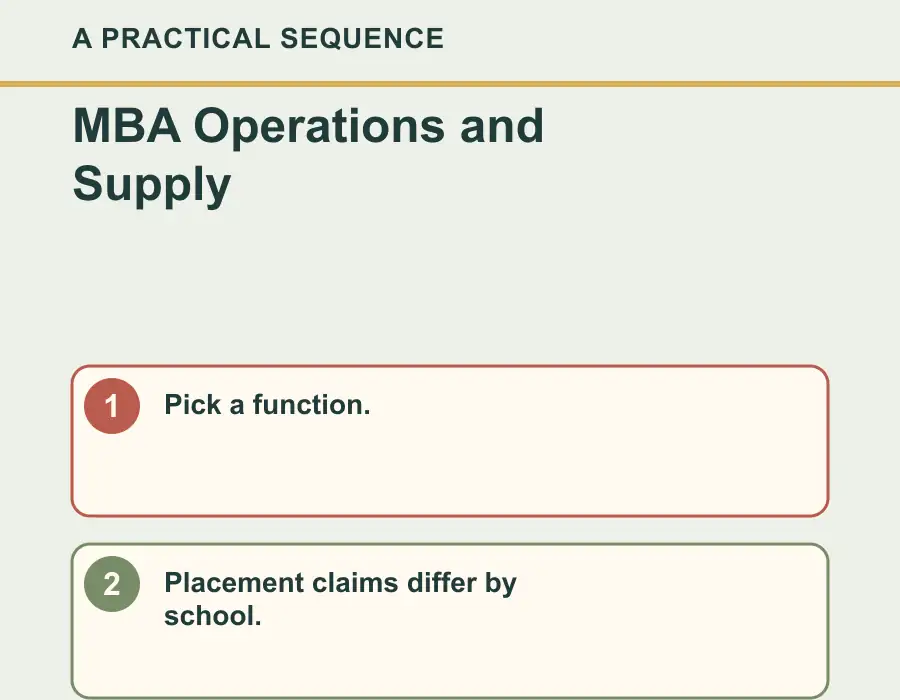 A PRACTICAL SEQUENCE
MBA Operations and
Supply
1
Pick a function.
2
Placement claims differ by
school.